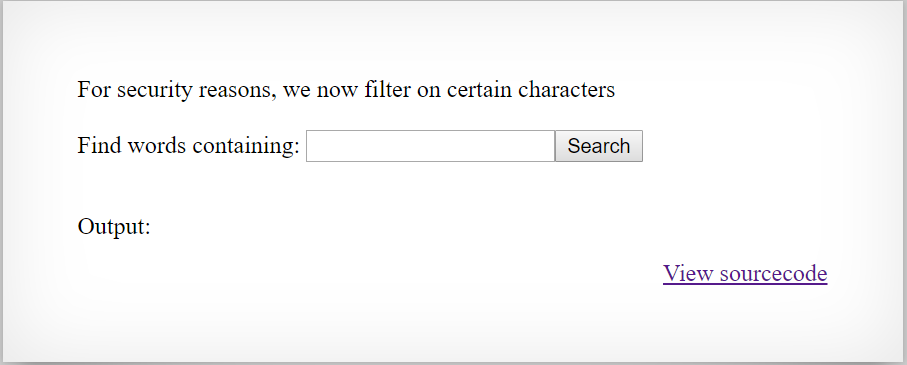 For security reasons, we now filter on certain characters
Find words containing: Search
Output:
View sourcecode